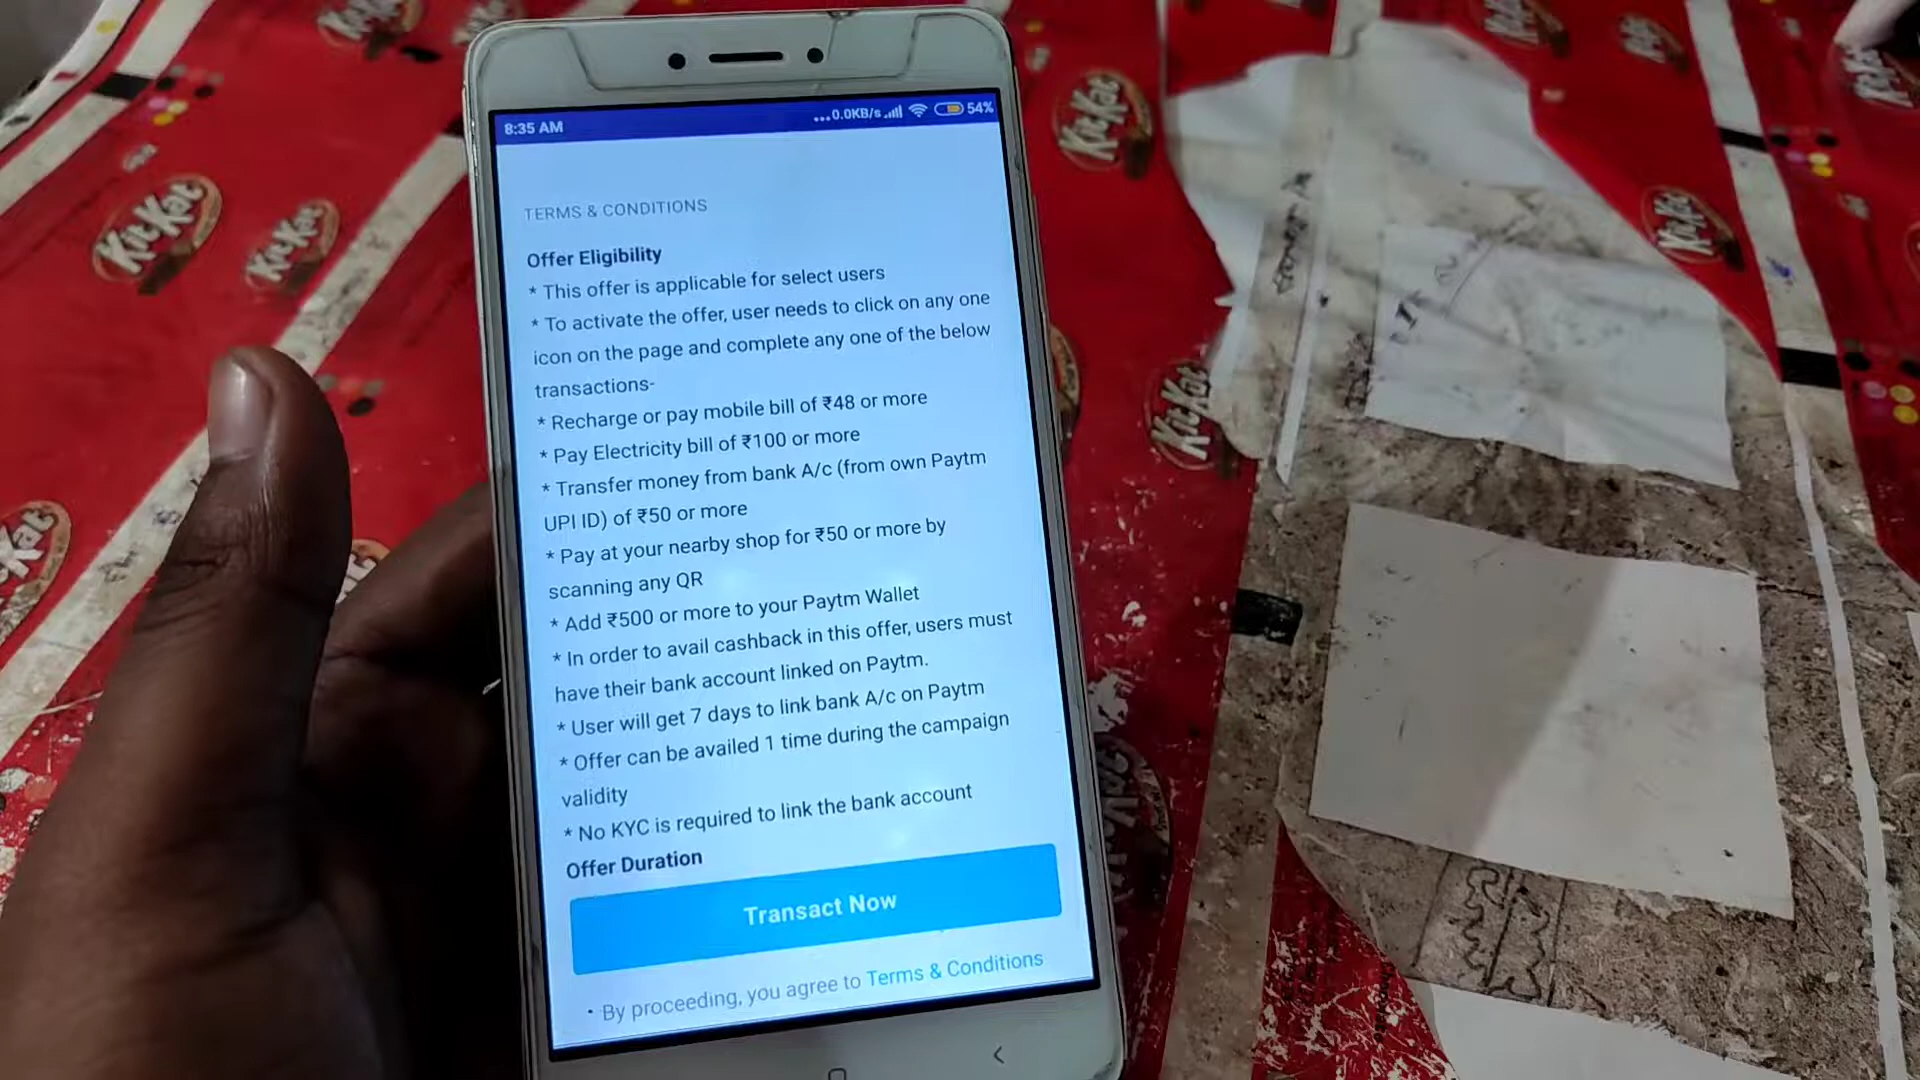 8:35 AM
...0.0KB/s 54%
TERMS & CONDITIONS
Offer Eligibility
* This offer is applicable for select users
* To activate the offer, user needs to click on any one
icon on the page and complete any one of the below
transactions-
* Recharge or pay mobile bill of ₹48 or more
* Pay Electricity bill of ₹100 or more
* Transfer money from bank A/c (from own Paytm
UPI ID) of ₹50 or more
* Pay at your nearby shop for ₹50 or more by
scanning any QR
* Add ₹500 or more to your Paytm Wallet
* In order to avail cashback in this offer, users must
have their bank account linked on Paytm.
* User will get 7 days to link bank A/c on Paytm
* Offer can be availed 1 time during the campaign
validity
* No KYC is required to link the bank account
Offer Duration
Transact Now
• By proceeding, you agree to Terms & Conditions
KitKat
KitKat
KitKat
KitKat
KitKat
KitKat